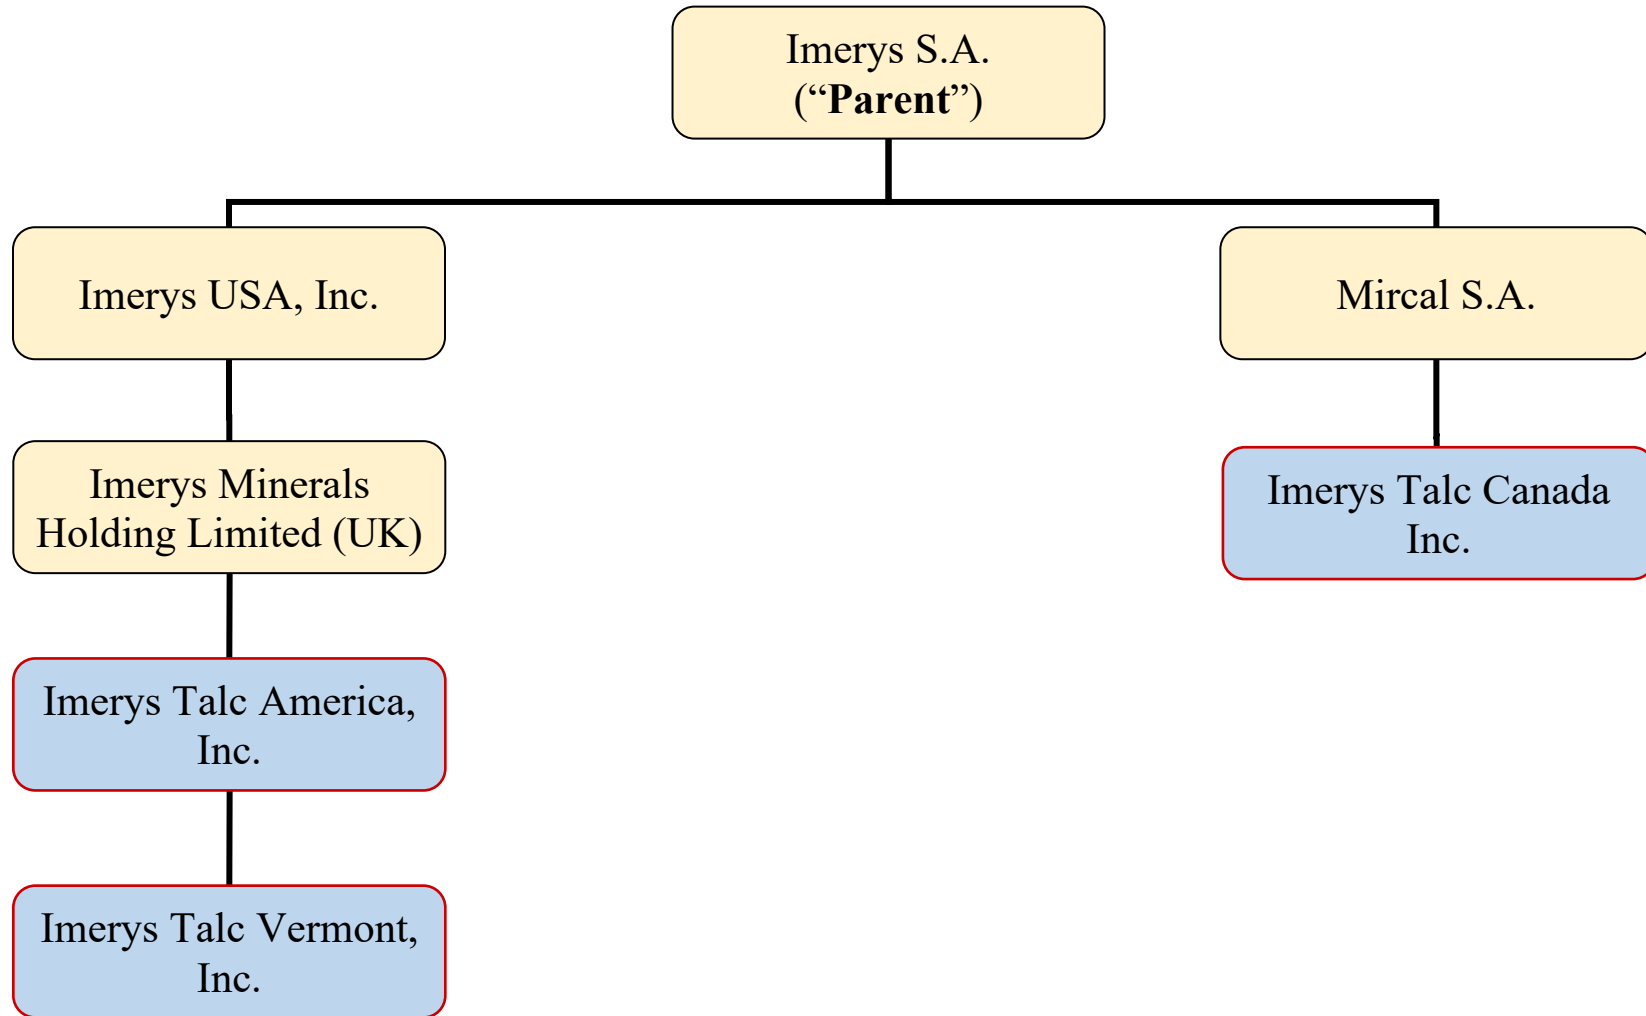 Imerys S.A.
(“Parent”)
Imerys USA, Inc.
Mircal S.A.
Imerys Minerals
Holding Limited (UK)
Imerys Talc Canada
Inc.
Imerys Talc America,
Inc.
Imerys Talc Vermont,
Inc.